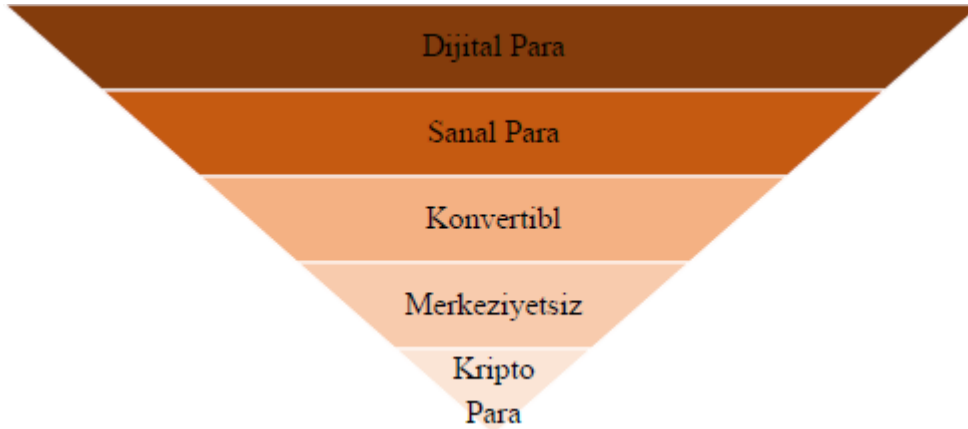 Dijital Para
Sanal Para
Konvertibl
Merkeziyetsiz
Kripto
Para